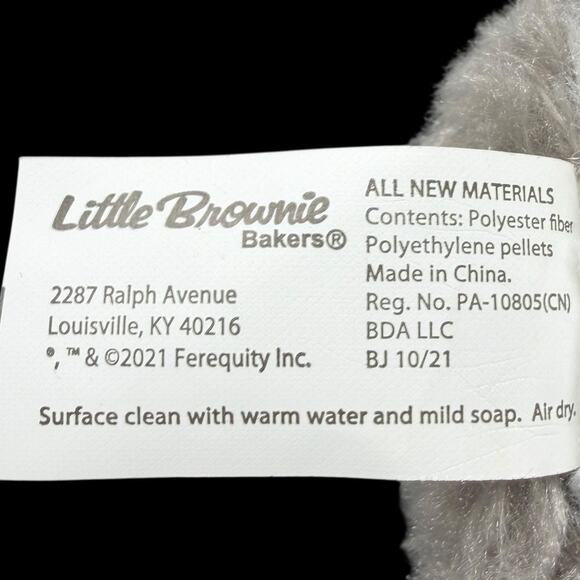 Little Brownie
Bakers®
2287 Ralph Avenue
Louisville, KY 40216
®, ™ & ©2021 Ferequity Inc.
ALL NEW MATERIALS
Contents: Polyester fiber
Polyethylene pellets
Made in China.
Reg. No. PA-10805(CN)
BDA LLC
BJ 10/21
Surface clean with warm water and mild soap. Air dry.